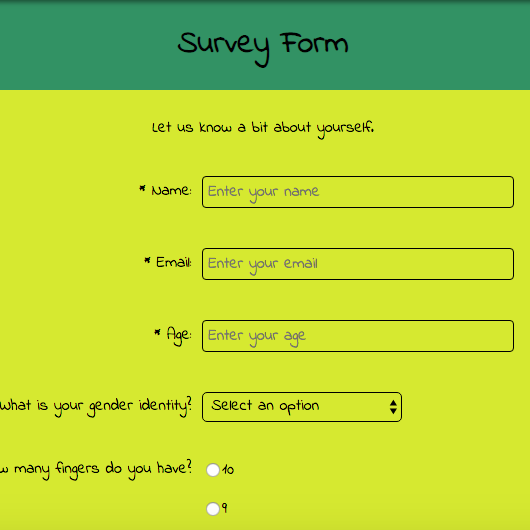 Survey Form
Let us know a bit about yourself.
* Name: Enter your name
* Email: Enter your email
* Age: Enter your age
What is your gender identity? Select an option
many fingers do you have? 10
9